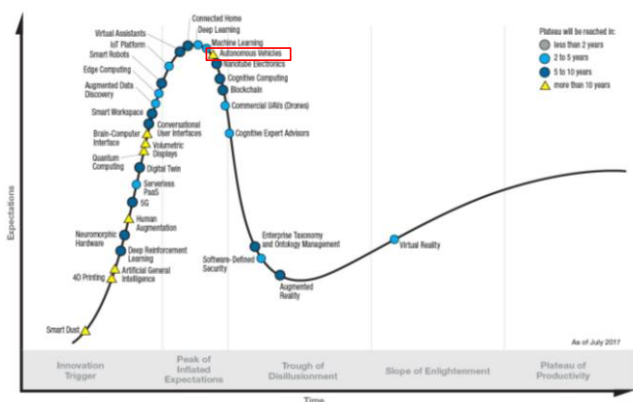 Connected Home
Deep Learning
Virtual Assistants
Machine Learning
IoT Platform
Autonomous Vehicles
Smart Robots
Nanotube Electronics
Edge Computing
Cognitive Computing
Augmented Data
Discovery
Blockchain
Commercial UAVs (Drones)
Smart Workspace
Conversational
User Interfaces
Cognitive Expert Advisors
Brain-Computer
Interface
Volumetric
Displays
Quantum
Computing
Digital Twin
Serverless
PaaS
5G
Human
Augmentation
Neuromorphic
Hardware
Deep Reinforcement
Learning
Artificial General
Intelligence
4D Printing
Smart Dust
Enterprise Taxonomy
and Ontology Management
Software-Defined
Security
Augmented
Reality
Virtual Reality
Plateau will be reached in:
less than 2 years
2 to 5 years
5 to 10 years
more than 10 years
As of July 2017
Expectations
Innovation
Trigger
Peak of
Inflated
Expectations
Trough of
Disillusionment
Slope of Enlightenment
Plateau of
Productivity
Time